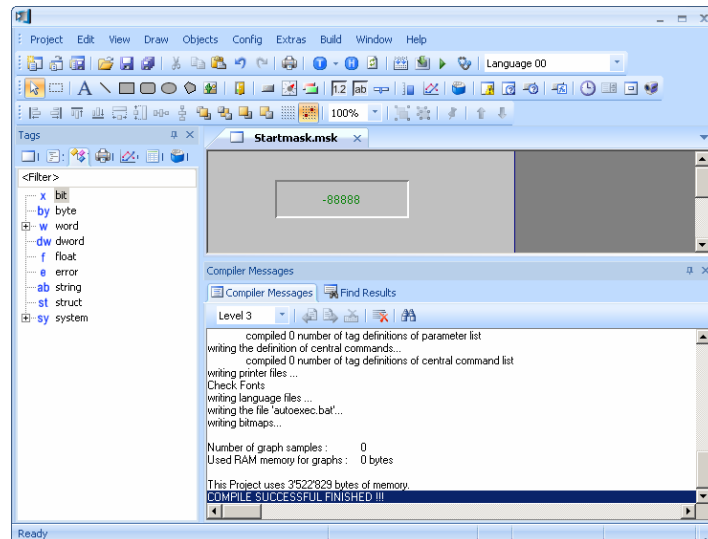 Project Edit View Draw Objects Config Extras Build Window Help
Language 00
A 1.2 ab
100%
Tags
Startmask.msk
<Filter>
x bit
by byte
w word
dw dword
f float
e error
ab string
st struct
sy system
-88888
Compiler Messages
Compiler Messages Find Results
Level 3
compiled 0 number of tag definitions of parameter list
writing the definition of central commands...
compiled 0 number of tag definitions of central command list
writing printer files ...
Check Fonts
writing language files ...
writing the file 'autoexec.bat'...
writing bitmaps...
Number of graph samples : 0
Used RAM memory for graphs : 0 bytes
This Project uses 3'522'829 bytes of memory.
COMPILE SUCCESSFUL FINISHED !!!
Ready